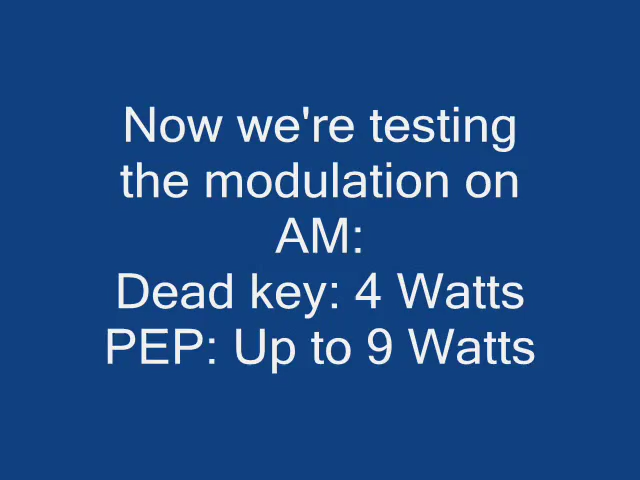 Now we're testing
the modulation on
AM:
Dead key: 4 Watts
PEP: Up to 9 Watts